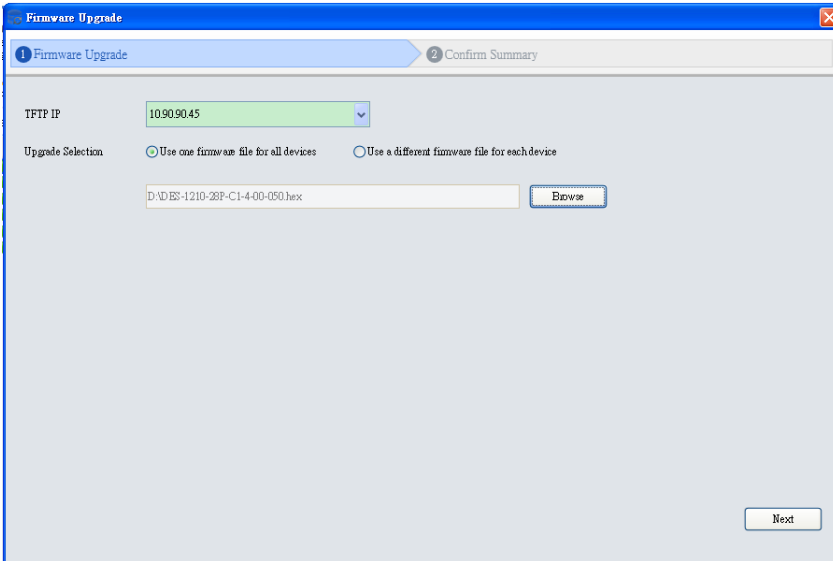 Firmware Upgrade
1 Firmware Upgrade
2 Confirm Summary
TFTP IP
10.90.90.45
Upgrade Selection
Use one firmware file for all devices
Use a different firmware file for each device
D:\DES-1210-28P-C1-4-00-050.hex
Browse
Next